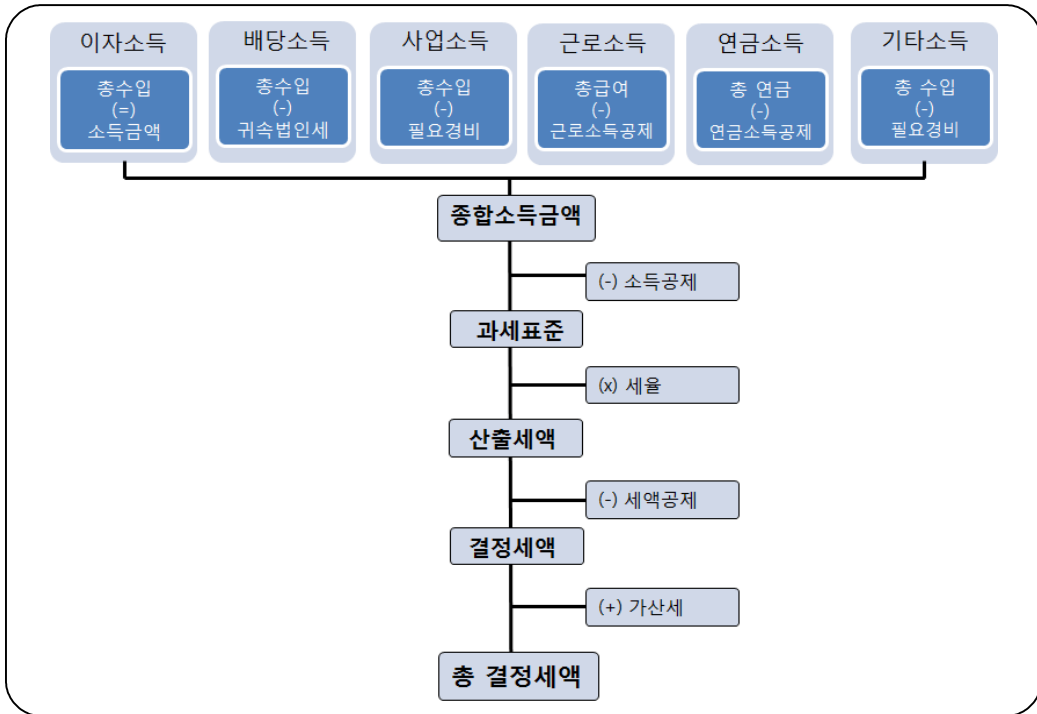 이자소득
총수입
(=)
소득금액
배당소득
총수입
(-)
귀속법인세
사업소득
총수입
(-)
필요경비
근로소득
총급여
(-)
근로소득공제
연금소득
총 연금
(-)
연금소득공제
기타소득
총 수입
(-)
필요경비
종합소득금액
(-) 소득공제
과세표준
(x) 세율
산출세액
(-) 세액공제
결정세액
(+) 가산세
총 결정세액